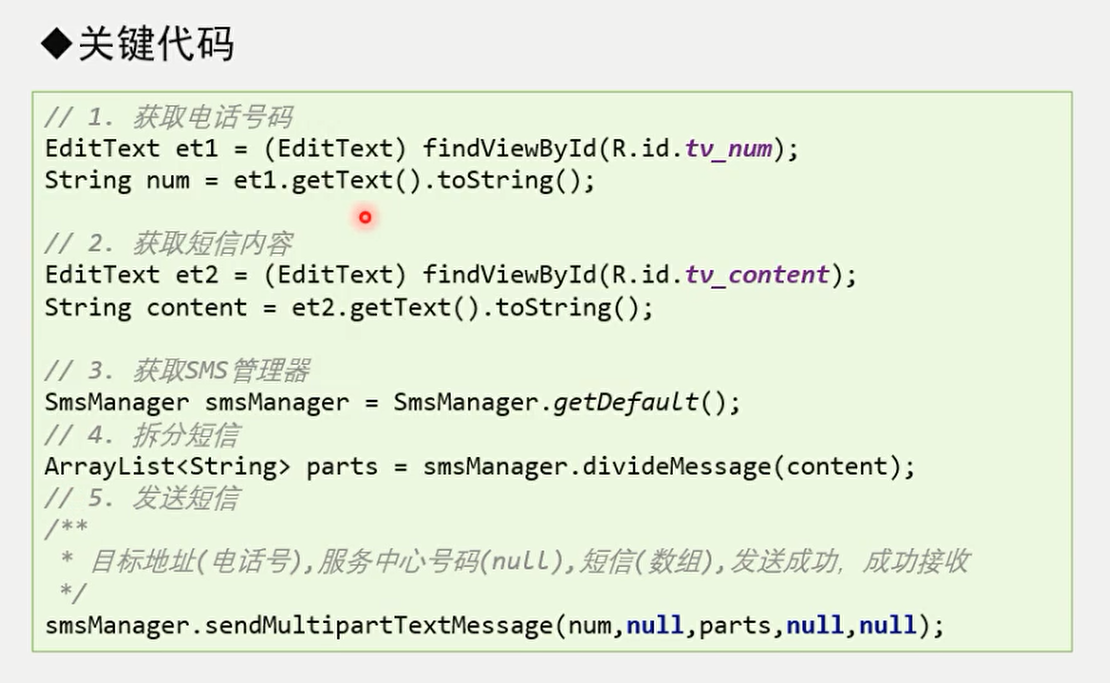 ◆关键代码
// 1. 获取电话号码
EditText et1 = (EditText) findViewById(R.id.tv_num);
String num = et1.getText().toString();
// 2. 获取短信内容
EditText et2 = (EditText) findViewById(R.id.tv_content);
String content = et2.getText().toString();
// 3. 获取SMS管理器
SmsManager smsManager = SmsManager.getDefault();
// 4. 拆分短信
ArrayList<String> parts = smsManager.divideMessage(content);
// 5. 发送短信
/**
* 目标地址(电话号),服务中心号码(null),短信(数组),发送成功，成功接收
*/
smsManager.sendMultipartTextMessage(num,null,parts,null,null);